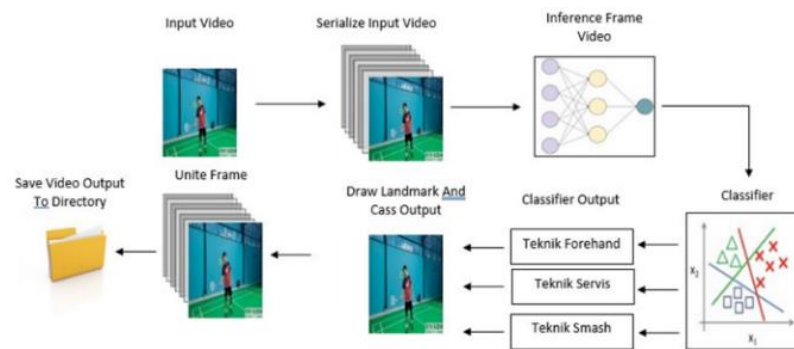 Input Video
Serialize Input Video
Inference Frame
Video
Save Video Output
To Directory
Unite Frame
Draw Landmark And
Cass Output
Classifier Output
Classifier
Teknik Forehand
Teknik Servis
Teknik Smash
x2
x1